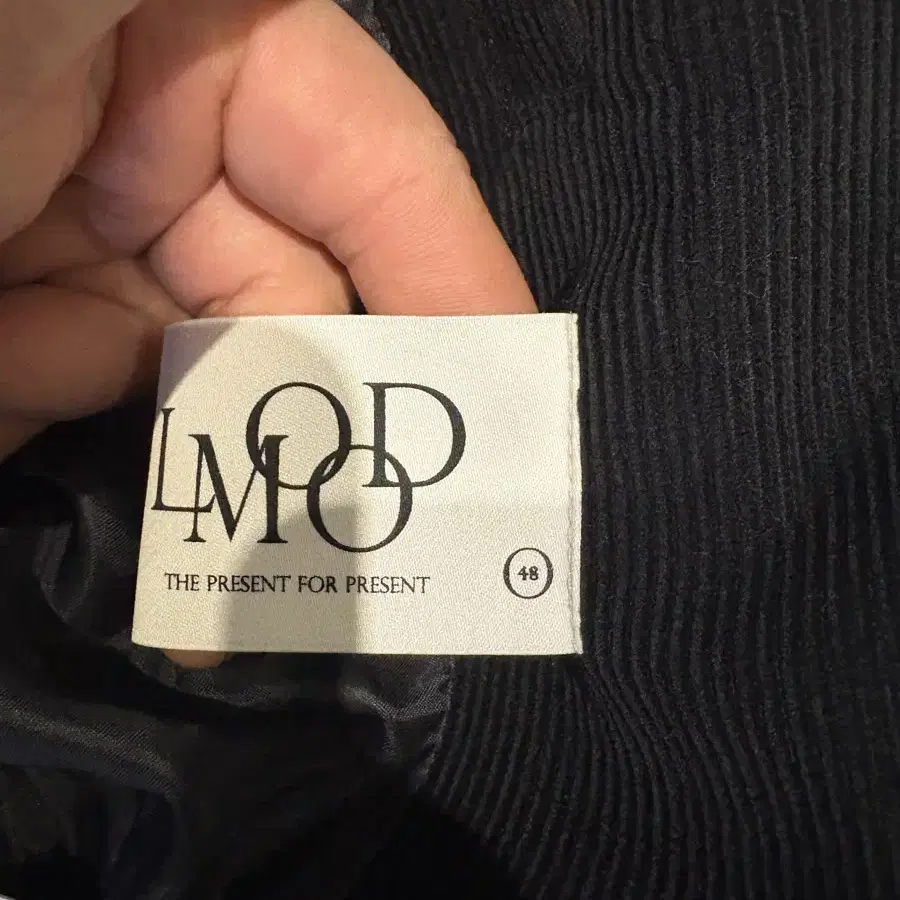 LMOOD
THE PRESENT FOR PRESENT
48